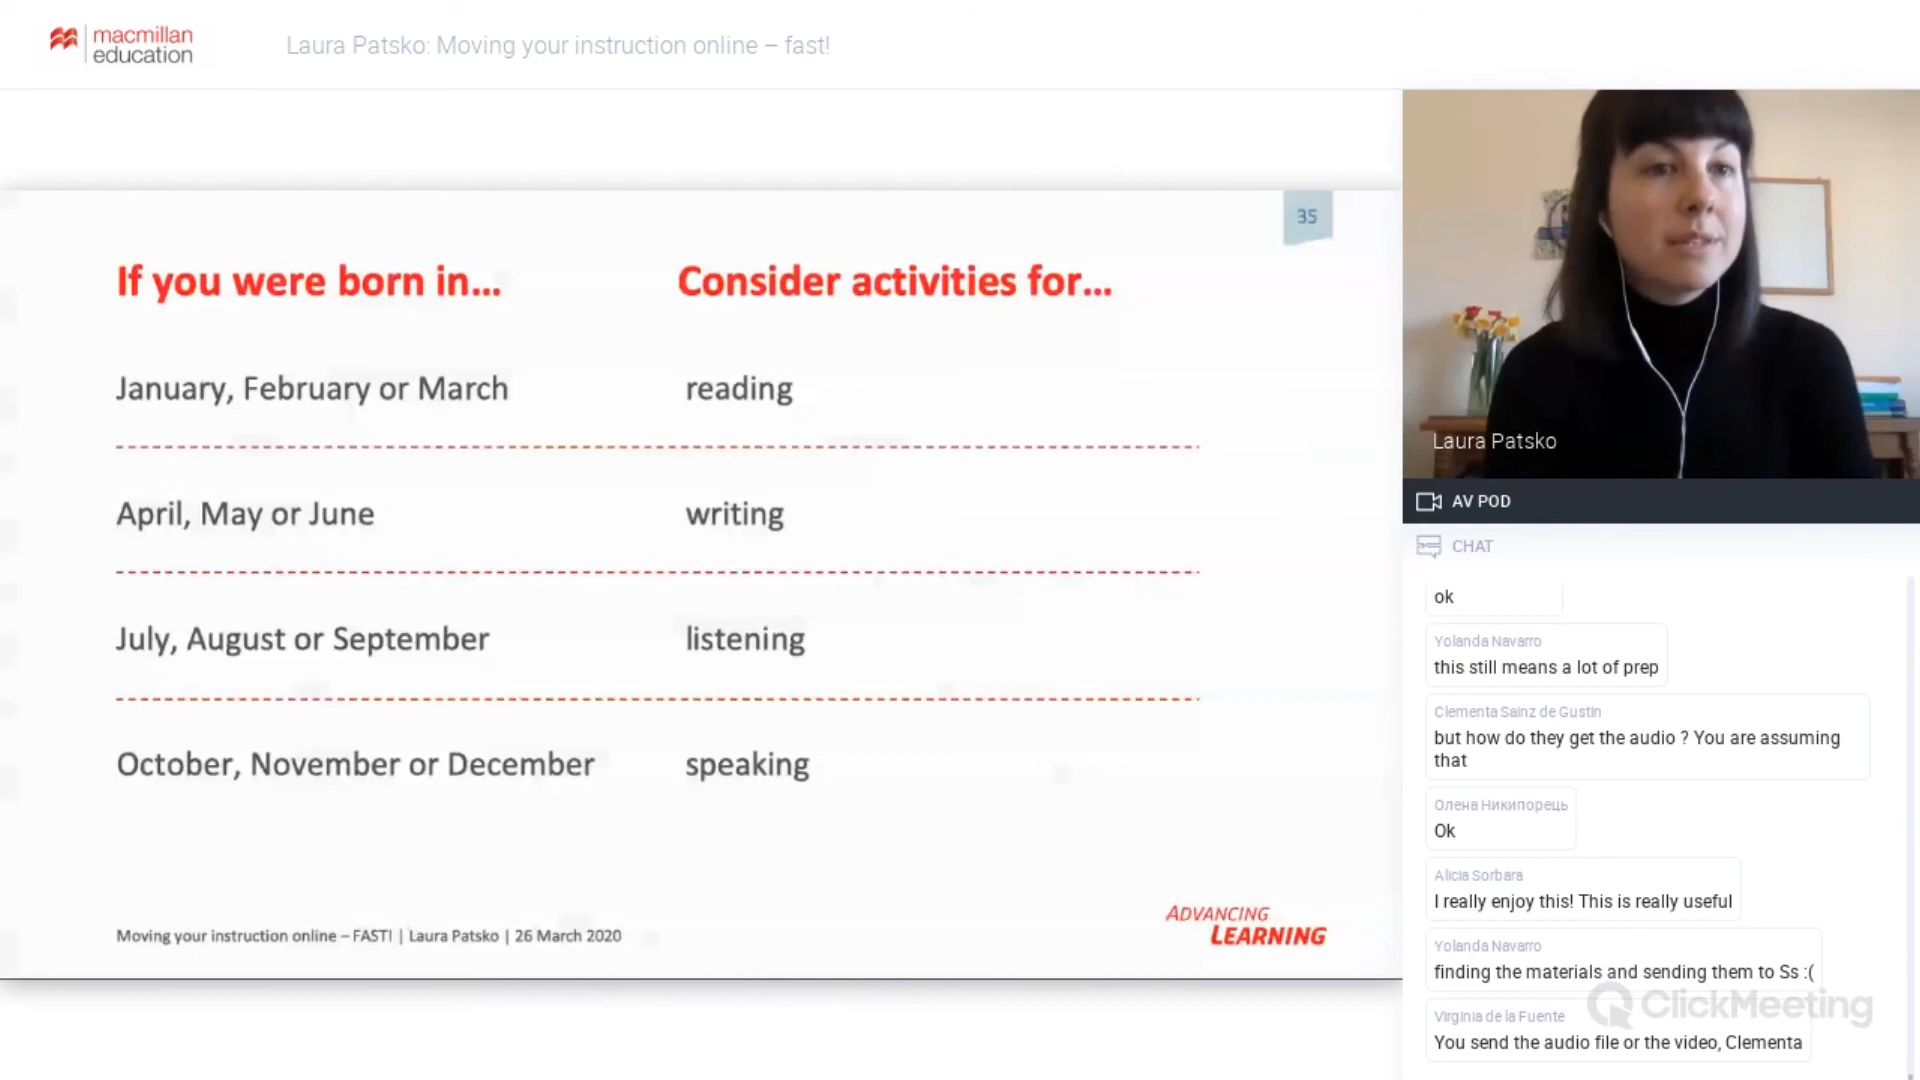 macmillan
education
Laura Patsko: Moving your instruction online – fast!
35
If you were born in...
Consider activities for...
January, February or March
reading
April, May or June
writing
July, August or September
listening
October, November or December
speaking
Moving your instruction online – FAST! | Laura Patsko | 26 March 2020
ADVANCING
LEARNING
Laura Patsko
AV POD
CHAT
ok
Yolanda Navarro
this still means a lot of prep
Clementa Sainz de Gustin
but how do they get the audio ? You are assuming
that
Олена Никипорець
Ok
Alicia Sorbara
I really enjoy this! This is really useful
Yolanda Navarro
finding the materials and sending them to Ss :(
ClickMeeting
Virginia de la Fuente
You send the audio file or the video, Clementa